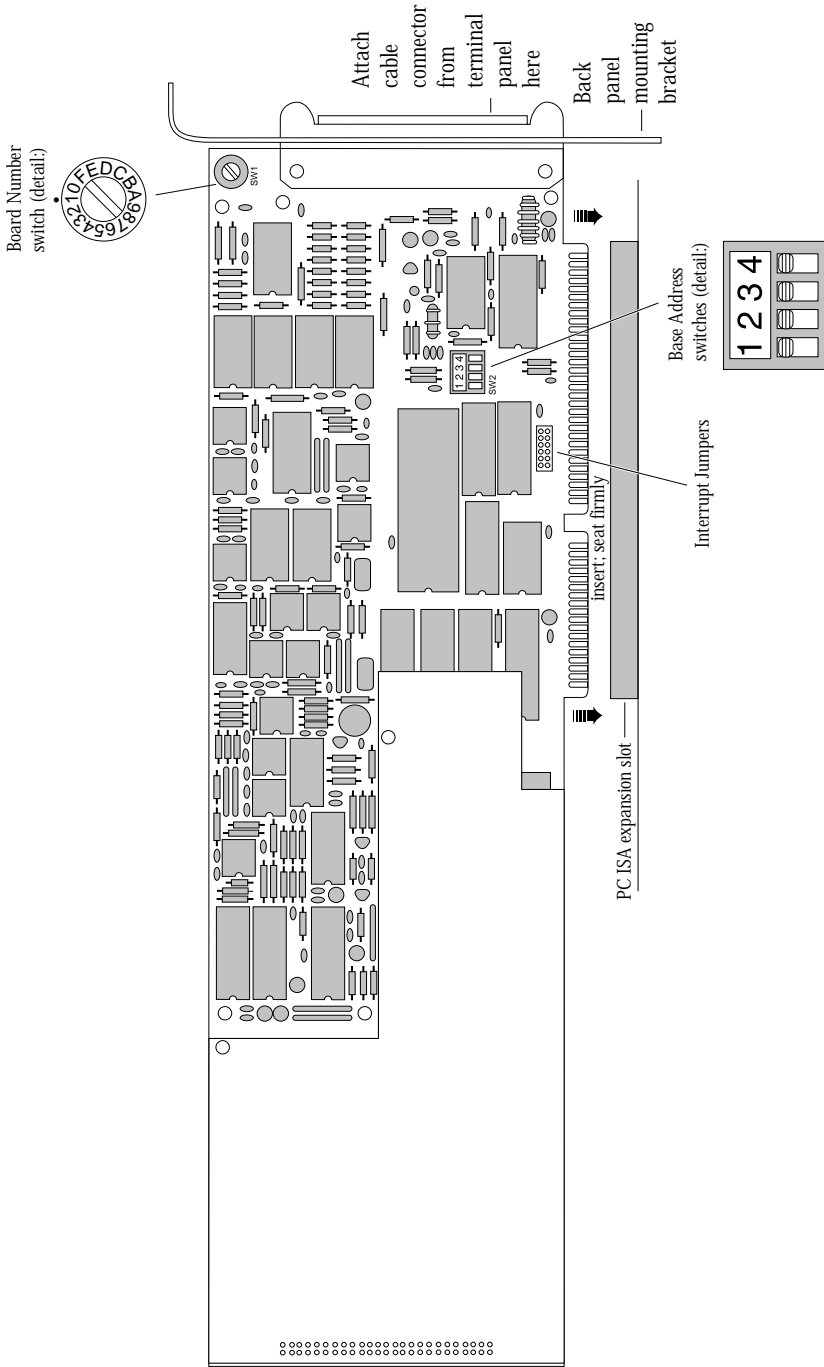 Board Number
switch (detail:)
3210FEDCBA987654
SW1
Attach
cable
connector
from
terminal
panel
here
Back
panel
mounting
bracket
1234
SW2
Base Address
switches (detail:)
1234
Interrupt Jumpers
insert; seat firmly
PC ISA expansion slot